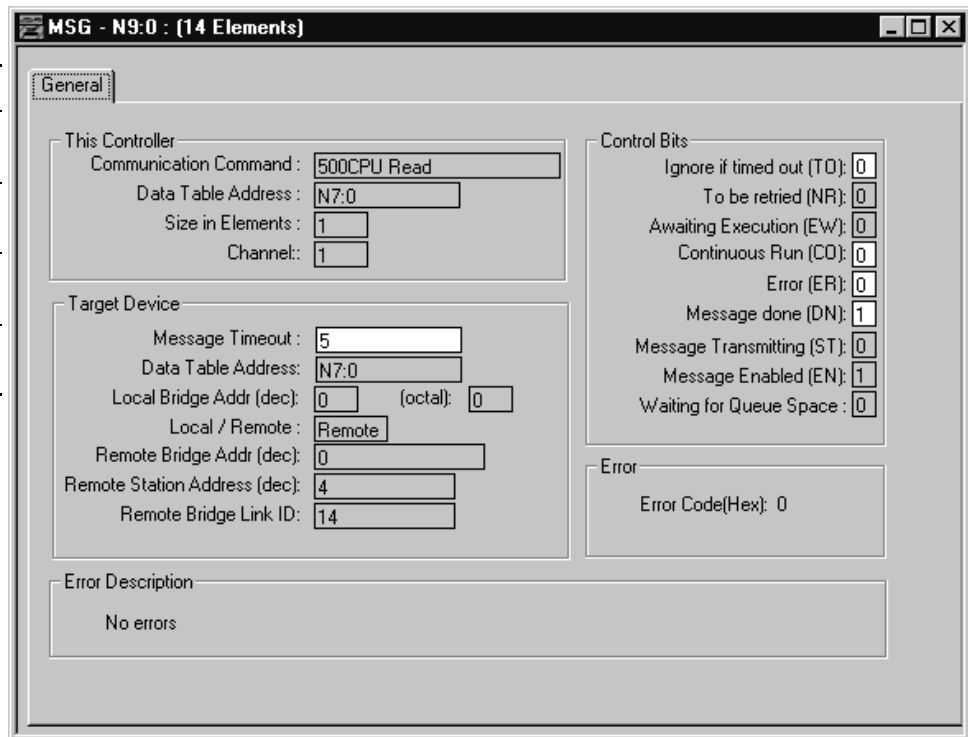 MSG - N9:0 : (14 Elements)
General
This Controller
Communication Command : 500CPU Read
Data Table Address : N7:0
Size in Elements : 1
Channel:: 1
Target Device
Message Timeout : 5
Data Table Address: N7:0
Local Bridge Addr (dec): 0 (octal): 0
Local / Remote : Remote
Remote Bridge Addr (dec): 0
Remote Station Address (dec): 4
Remote Bridge Link ID: 14
Control Bits
Ignore if timed out (TO): 0
To be retried (NR): 0
Awaiting Execution (EW): 0
Continuous Run (CO): 0
Error (ER): 0
Message done (DN): 1
Message Transmitting (ST): 0
Message Enabled (EN): 1
Waiting for Queue Space : 0
Error
Error Code(Hex): 0
Error Description
No errors